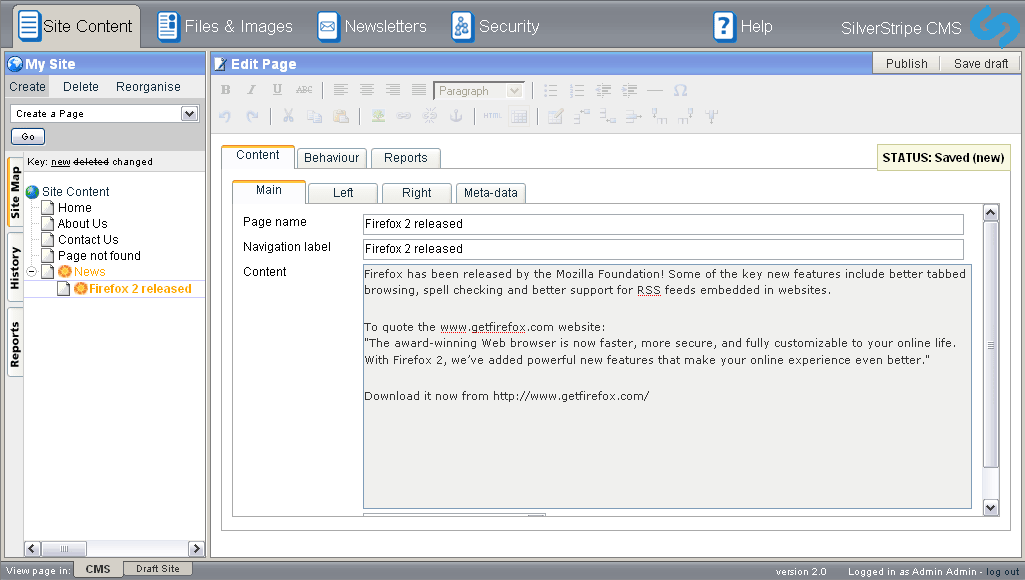 Site Content
Files & Images
Newsletters
Security
Help
SilverStripe CMS
My Site
Create Delete Reorganise
Create a Page
Go
Key: new deleted changed
Site Map
History
Reports
Site Content
Home
About Us
Contact Us
Page not found
News
Firefox 2 released
Edit Page
Publish
Save draft
B I U ABC
Paragraph
HTML
Content Behaviour Reports
STATUS: Saved (new)
Main Left Right Meta-data
Page name Firefox 2 released
Navigation label Firefox 2 released
Content
Firefox has been released by the Mozilla Foundation! Some of the key new features include better tabbed
browsing, spell checking and better support for RSS feeds embedded in websites.
To quote the www.getfirefox.com website:
"The award-winning Web browser is now faster, more secure, and fully customizable to your online life.
With Firefox 2, we've added powerful new features that make your online experience even better."
Download it now from http://www.getfirefox.com/
View page in: CMS Draft Site
version 2.0 Logged in as Admin Admin - log out